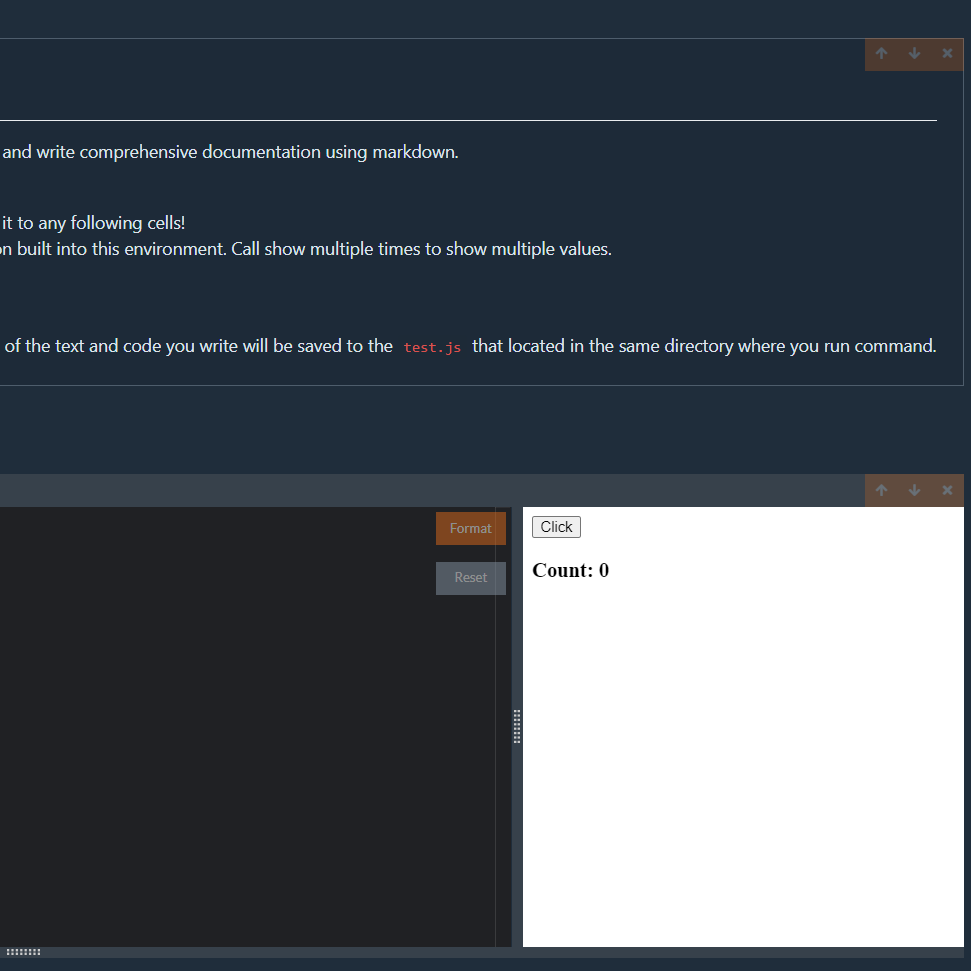 and write comprehensive documentation using markdown.
it to any following cells!
on built into this environment. Call show multiple times to show multiple values.
of the text and code you write will be saved to the test.js that located in the same directory where you run command.
Format
Reset
Click
Count: 0